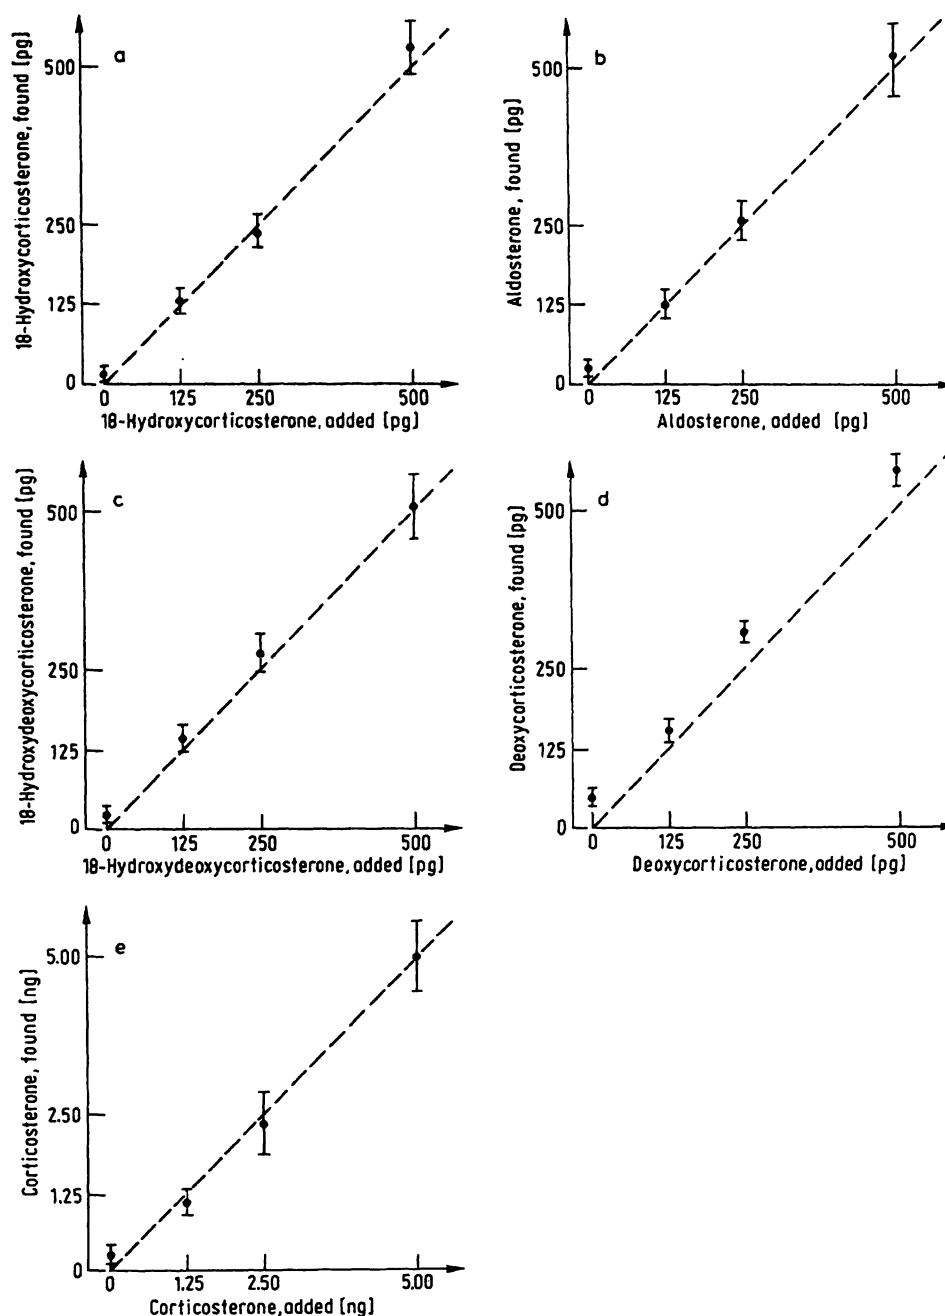 a
18-Hydroxycorticosterone, found [pg]
500
250
125
0
0 125 250 500
18-Hydroxycorticosterone, added [pg]
b
Aldosterone, found [pg]
500
250
125
0
0 125 250 500
Aldosterone, added [pg]
c
18-Hydroxydeoxycorticosterone, found [pg]
500
250
125
0
0 125 250 500
18-Hydroxydeoxycorticosterone, added [pg]
d
Deoxycorticosterone, found [pg]
500
250
125
0
0 125 250 500
Deoxycorticosterone, added [pg]
e
Corticosterone, found [ng]
5.00
2.50
1.25
0
0 1.25 2.50 5.00
Corticosterone, added [ng]